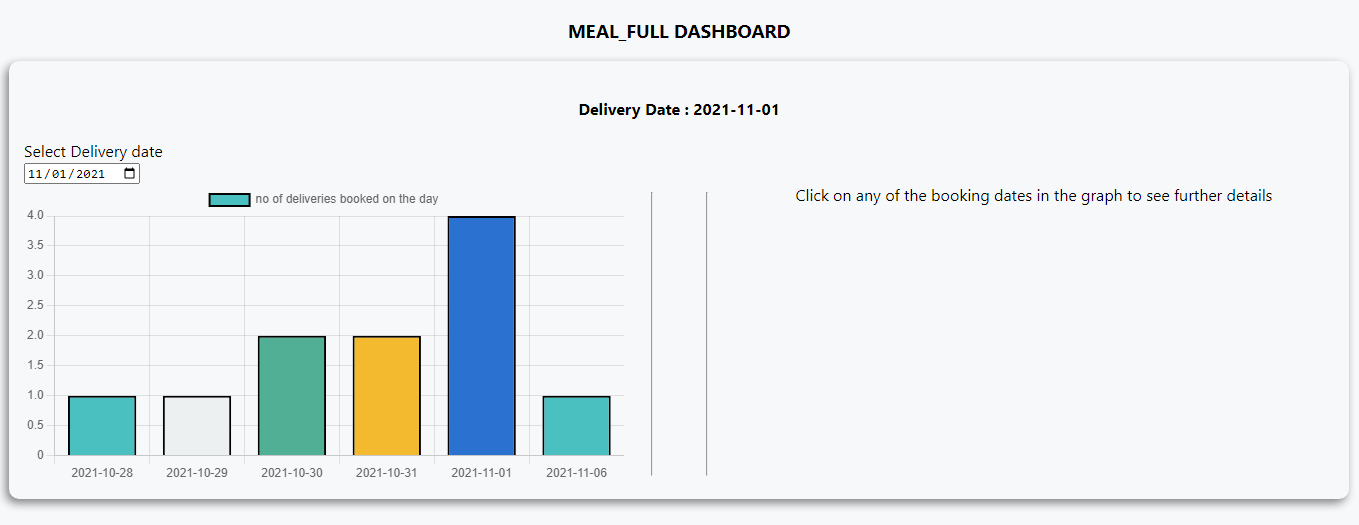 MEAL_FULL DASHBOARD
Delivery Date : 2021-11-01
Select Delivery date
11/01/2021
no of deliveries booked on the day
4.0
3.5
3.0
2.5
2.0
1.5
1.0
0.5
0
2021-10-28 2021-10-29 2021-10-30 2021-10-31 2021-11-01 2021-11-06
Click on any of the booking dates in the graph to see further details